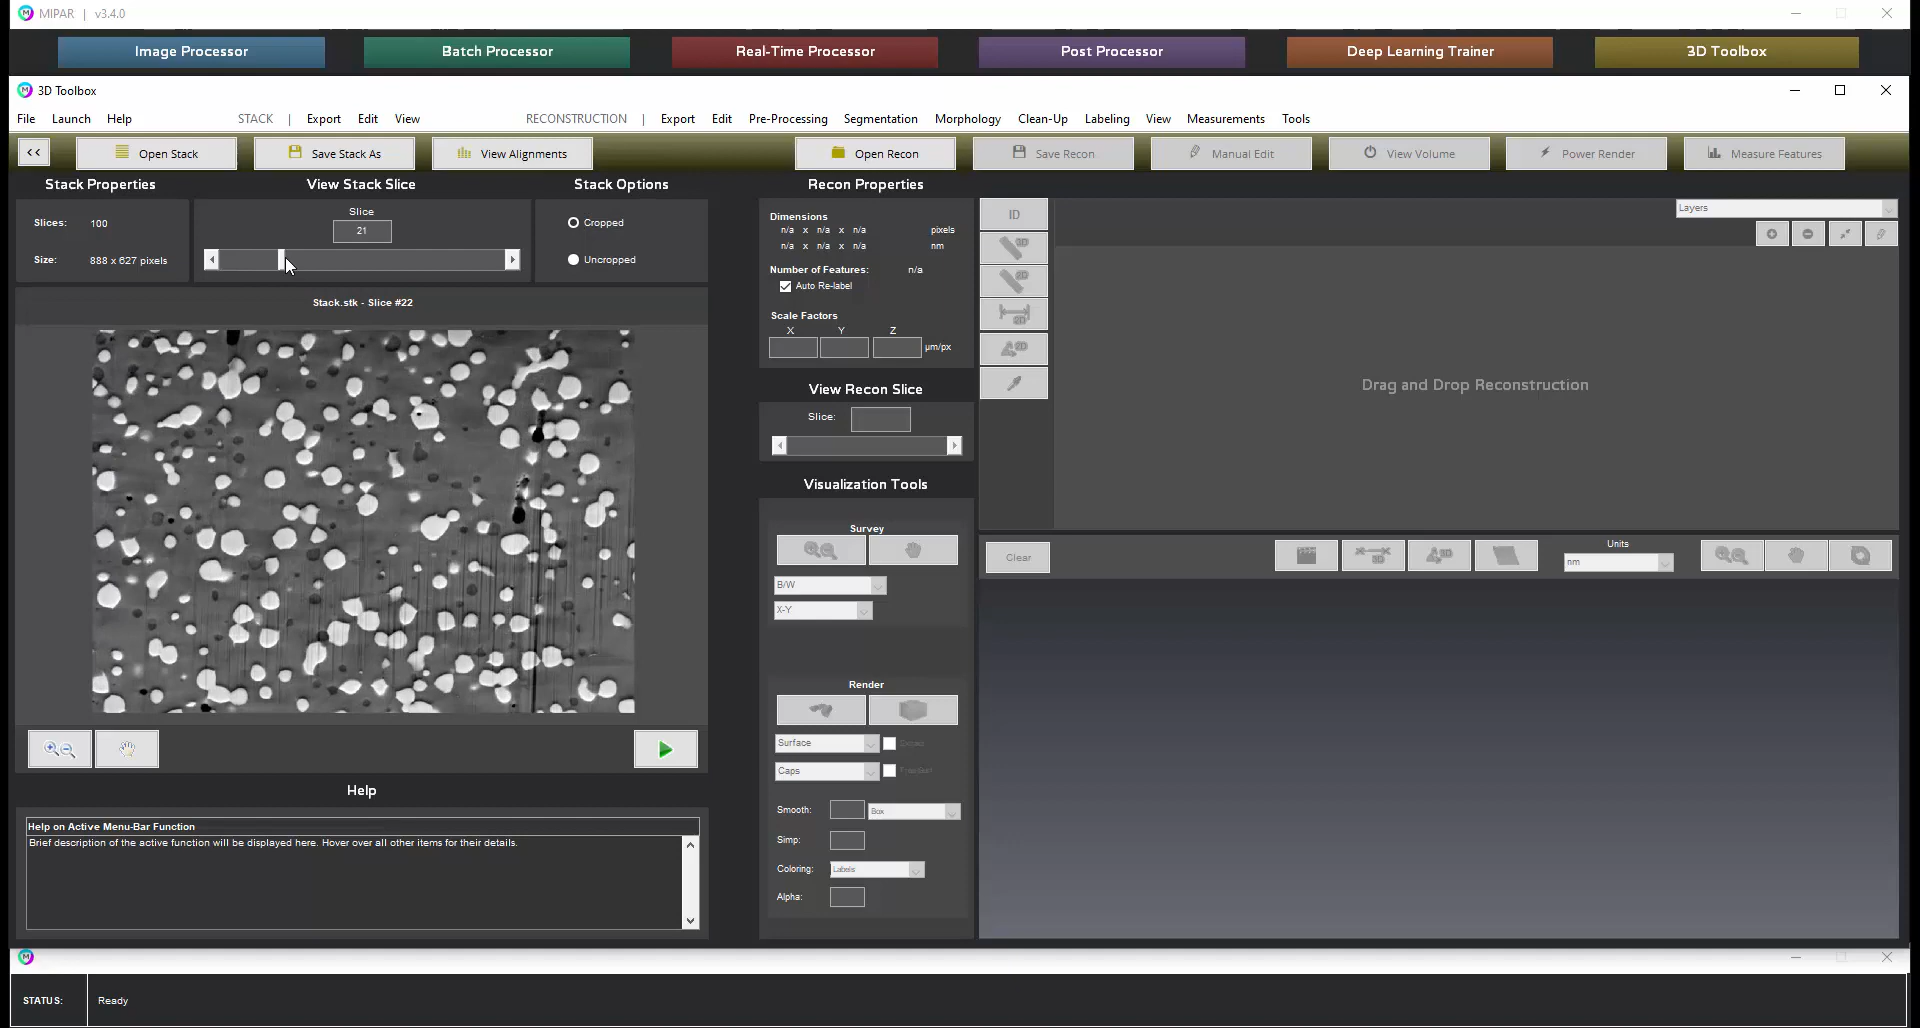 MIPAR | v3.4.0
Image Processor
Batch Processor
Real-Time Processor
Post Processor
Deep Learning Trainer
3D Toolbox
3D Toolbox
File Launch Help STACK | Export Edit View RECONSTRUCTION | Export Edit Pre-Processing Segmentation Morphology Clean-Up Labeling View Measurements Tools
<< Open Stack Save Stack As View Alignments Open Recon Save Recon Manual Edit View Volume Power Render Measure Features
Stack Properties
Slices: 100
Size: 888 x 627 pixels
View Stack Slice
Slice
21
Stack Options
Cropped
Uncropped
Stack.stk - Slice #22
Help
Help on Active Menu-Bar Function
Brief description of the active function will be displayed here. Hover over all other items for their details.
Recon Properties
Dimensions
n/a x n/a x n/a pixels
n/a x n/a x n/a nm
Number of Features: n/a
Auto Re-label
Scale Factors
X Y Z
µm/px
View Recon Slice
Slice:
Visualization Tools
Survey
B/W
X-Y
Render
Surface
Caps
Smooth: Box
Simp:
Coloring: Labels
Alpha:
ID
3D
2D
2D
2D
Layers
Drag and Drop Reconstruction
Clear
3D
3D
Units
nm
STATUS: Ready